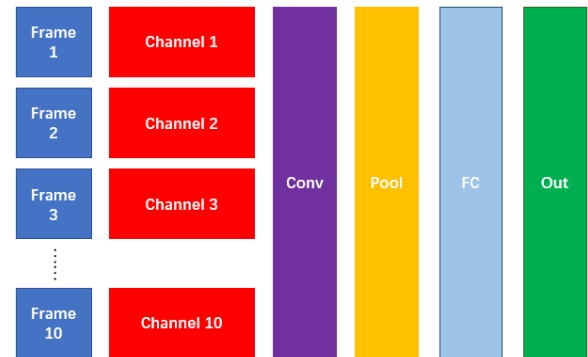 Frame
1
Channel 1
Frame
2
Channel 2
Frame
3
Channel 3
Frame
10
Channel 10
Conv
Pool
FC
Out